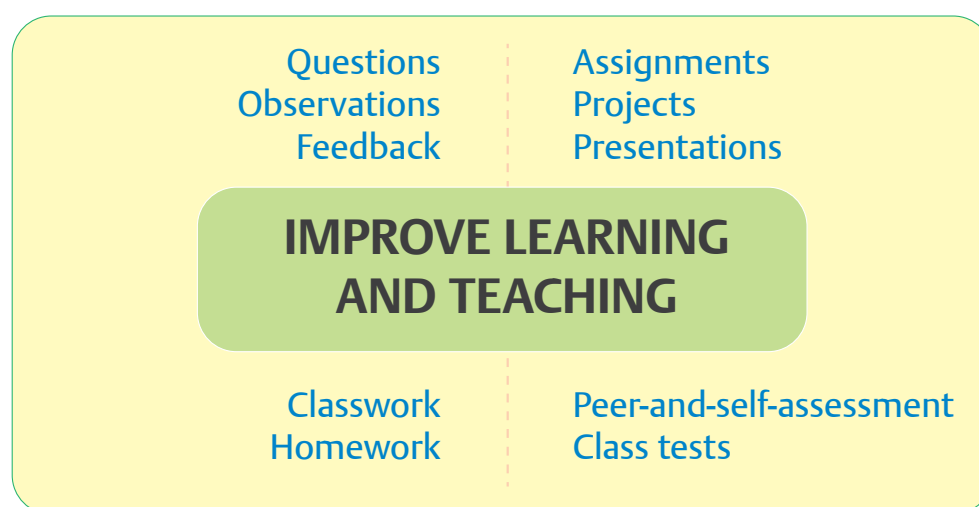 Questions
Observations
Feedback
Assignments
Projects
Presentations
IMPROVE LEARNING
AND TEACHING
Classwork
Homework
Peer-and-self-assessment
Class tests